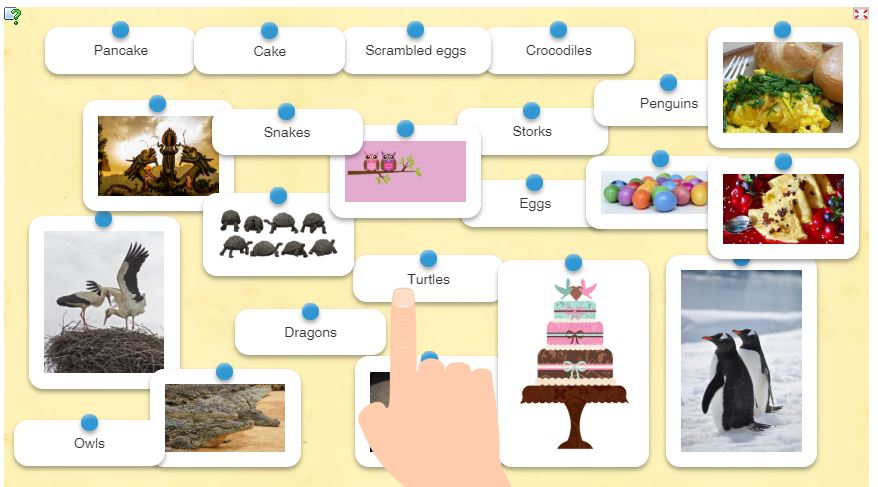 Pancake
Cake
Scrambled eggs
Crocodiles
Penguins
Snakes
Storks
Eggs
Turtles
Dragons
Owls